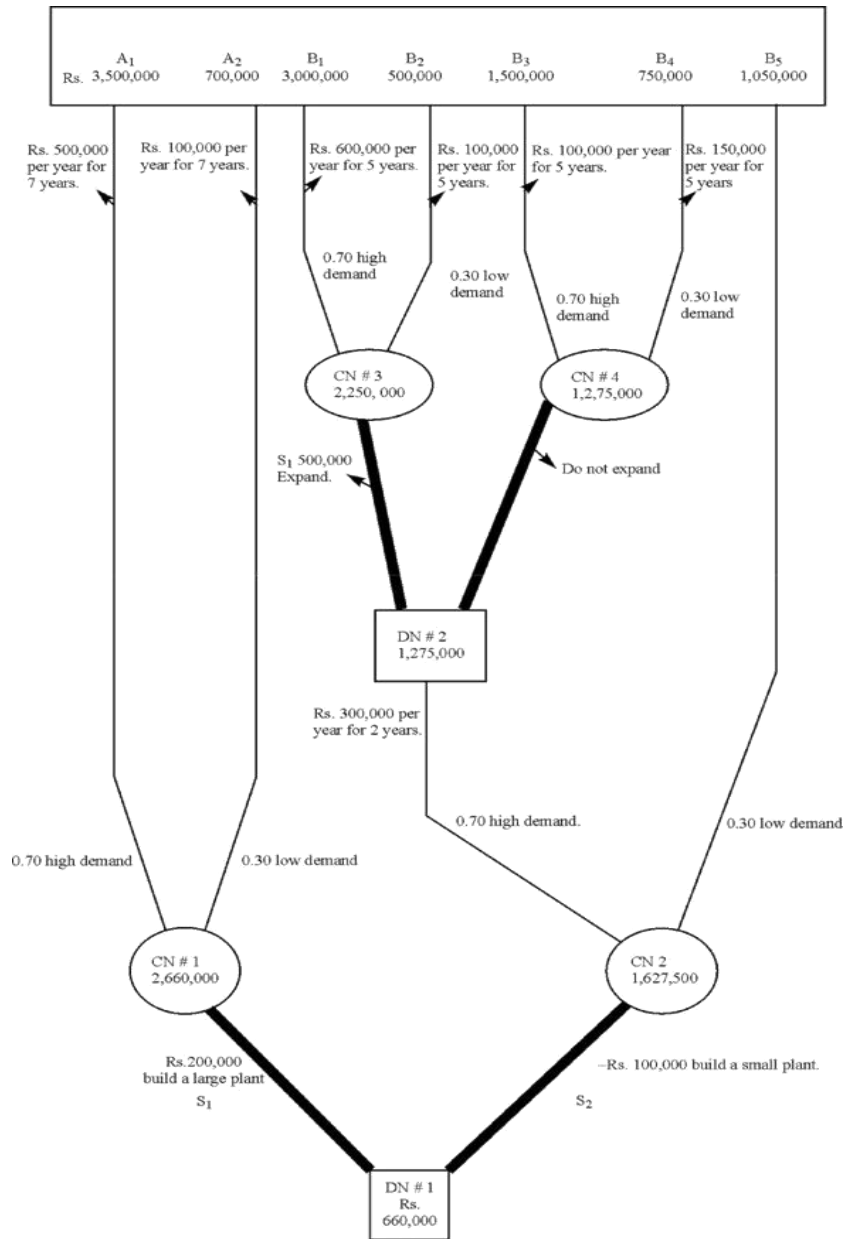 A1 A2 B1 B2 B3 B4 B5
Rs. 3,500,000 700,000 3,000,000 500,000 1,500,000 750,000 1,050,000
Rs. 500,000
per year for
7 years.
Rs. 100,000 per
year for 7 years.
Rs. 600,000 per
year for 5 years.
Rs. 100,000
per year for
5 years.
Rs. 100,000 per year
for 5 years.
Rs. 150,000
per year for
5 years
0.70 high
demand
0.30 low
demand
0.70 high
demand
0.30 low
demand
CN # 3
2,250, 000
CN # 4
1,2,75,000
S1 500,000
Expand.
Do not expand
DN # 2
1,275,000
Rs. 300,000 per
year for 2 years.
0.70 high demand
0.30 low demand
0.70 high demand.
0.30 low demand
CN # 1
2,660,000
CN 2
1,627,500
Rs.200,000
build a large plant
S1
–Rs. 100,000 build a small plant.
S2
DN # 1
Rs.
660,000